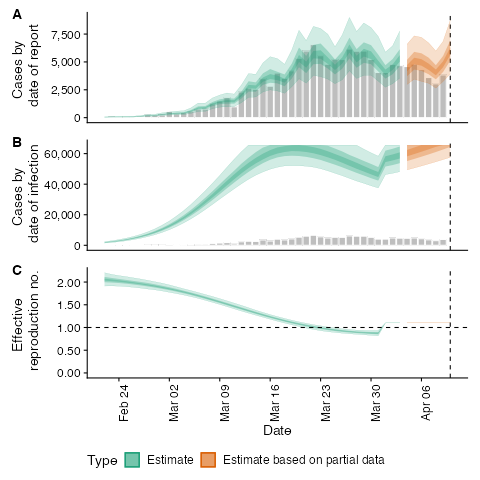 A
Cases by
date of report
7,500
5,000
2,500
0
B
Cases by
date of infection
60,000
40,000
20,000
0
C
Effective
reproduction no.
2.00
1.50
1.00
0.50
0.00
Feb 24
Mar 02
Mar 09
Mar 16
Mar 23
Mar 30
Apr 06
Date
Type
Estimate
Estimate based on partial data